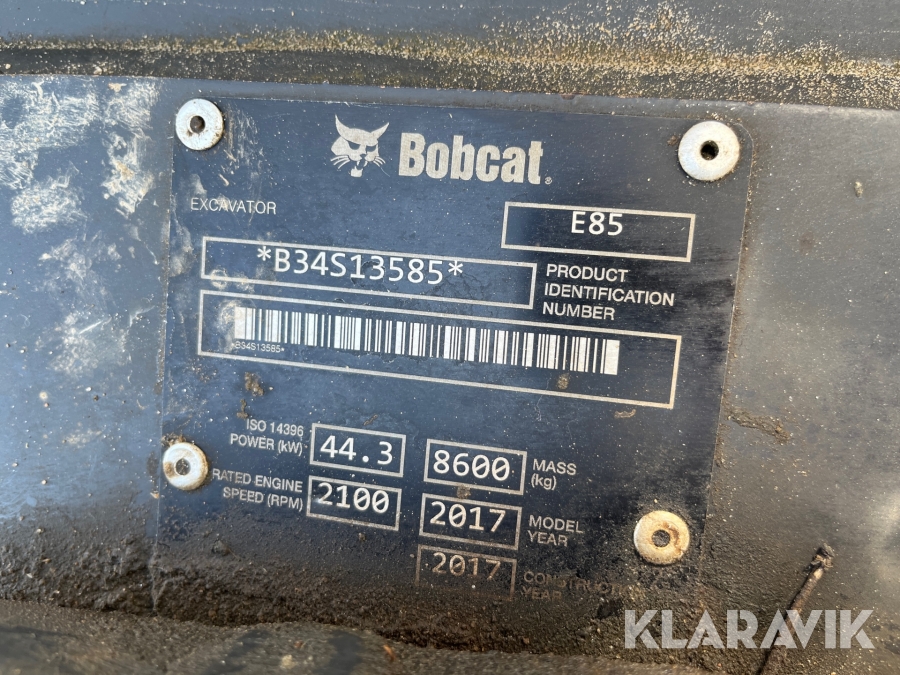 Bobcat®
EXCAVATOR
E85
*B34S13585*
PRODUCT
IDENTIFICATION
NUMBER
*B34S13585*
ISO 14396
POWER (kW)
44.3
8600
MASS
(kg)
RATED ENGINE
SPEED (RPM)
2100
2017
MODEL
YEAR
2017
CONSTRUCTION
YEAR
KLARAVIK